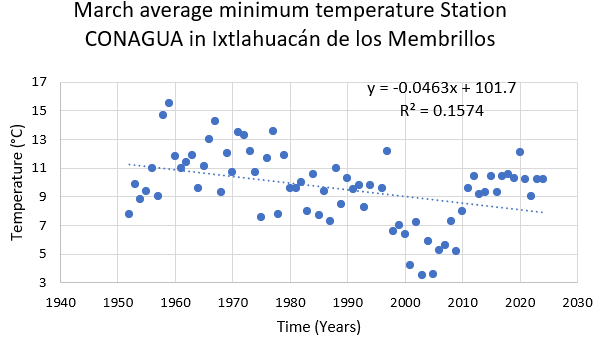 March average minimum temperature Station
CONAGUA in Ixtlahuacán de los Membrillos
y = -0.0463x + 101.7
R² = 0.1574
17
15
13
11
9
7
5
3
Temperature (°C)
1940 1950 1960 1970 1980 1990 2000 2010 2020 2030
Time (Years)